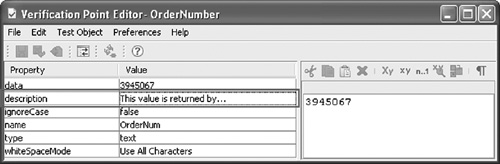 Verification Point Editor- OrderNumber
File Edit Test Object Preferences Help
Property Value
data 3945067
description This value is returned by...
ignoreCase false
name OrderNum
type text
whiteSpaceMode Use All Characters
Xy xy n..1
3945067